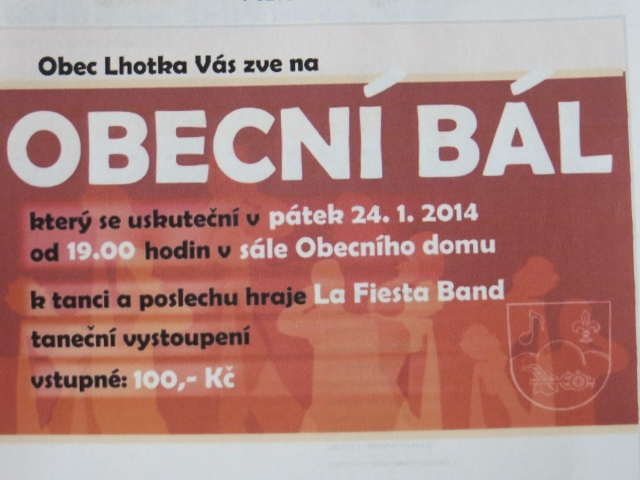 Obec Lhotka Vás zve na
OBECNÍ BÁL
který se uskuteční v pátek 24. 1. 2014
od 19.00 hodin v sále Obecního domu
k tanci a poslechu hraje La Fiesta Band
taneční vystoupení
vstupné: 100,- Kč